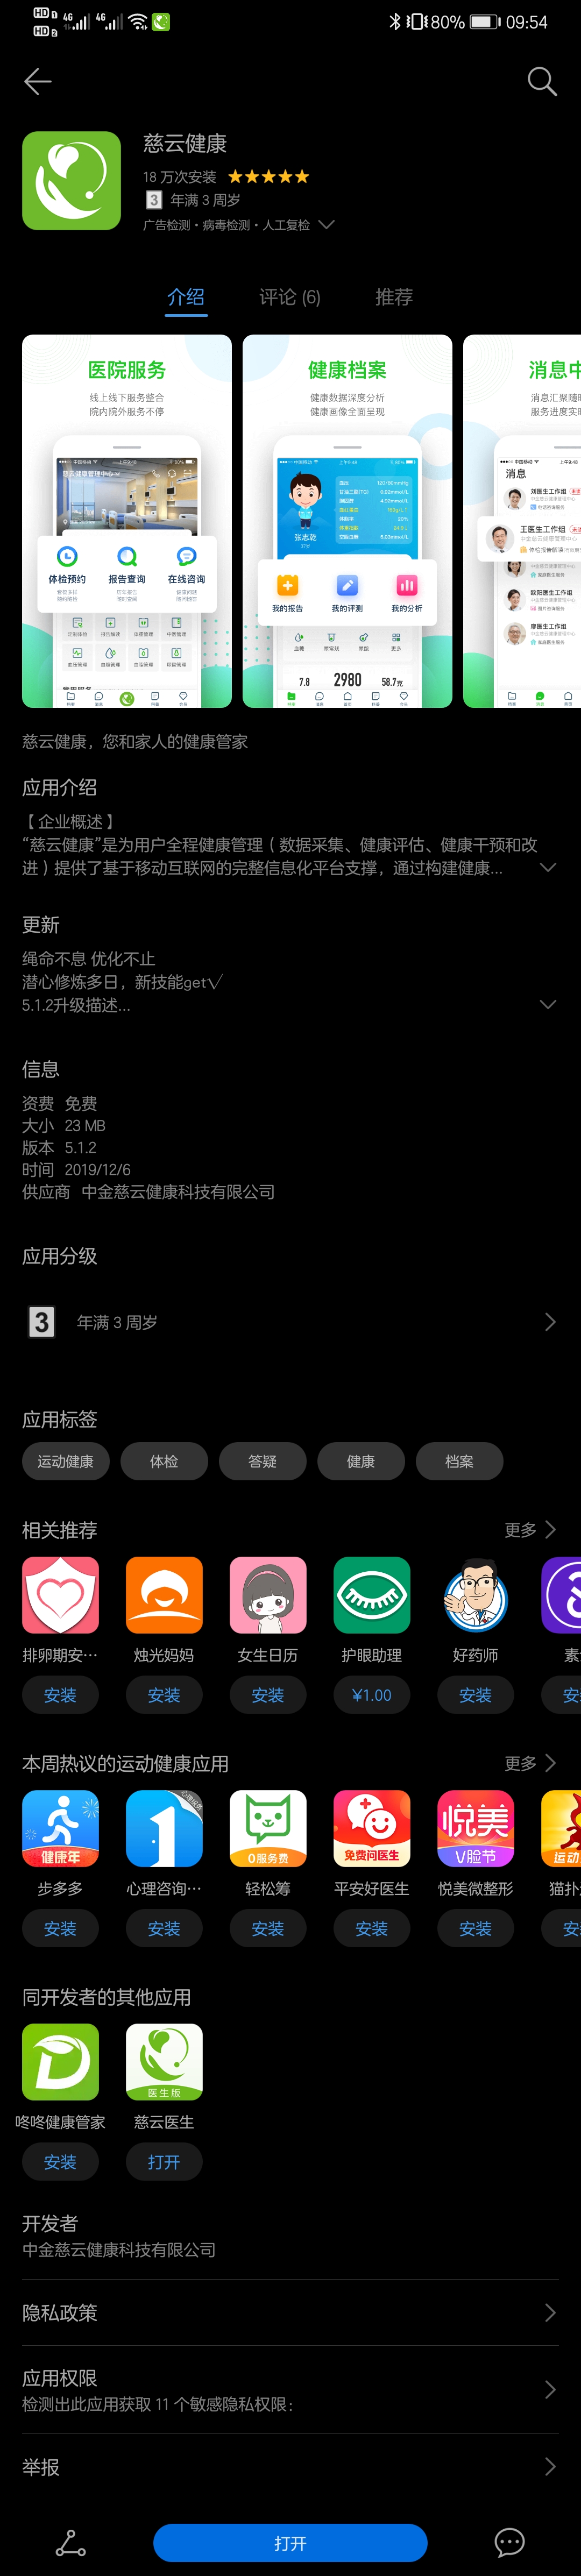 HD 1 4G 4G 80% 09:54
HD 2
慈云健康
18 万次安装
3 年满 3 周岁
广告检测·病毒检测·人工复检
介绍 评论 (6) 推荐
医院服务
线上线下服务整合
院内院外服务不停
慈云健康管理中心
体检预约 报告查询 在线咨询
健康档案
健康数据深度分析
健康画像全面呈现
张志乾
我的报告 我的评测 我的分析
血糖 尿常规 尿酸 更多
7.8 2980 58.7克
消息中
消息汇聚随时
服务进度实时
消息
刘医生工作组
王医生工作组
欧阳医生工作组
廖医生工作组
慈云健康，您和家人的健康管家
应用介绍
【 企业概述 】
“慈云健康”是为用户全程健康管理（ 数据采集、健康评估、健康干预和改
进 ）提供了基于移动互联网的完整信息化平台支撑，通过构建健康...
更新
绳命不息 优化不止
潜心修炼多日，新技能get√
5.1.2升级描述...
信息
资费 免费
大小 23 MB
版本 5.1.2
时间 2019/12/6
供应商 中金慈云健康科技有限公司
应用分级
3 年满 3 周岁
应用标签
运动健康 体检 答疑 健康 档案
相关推荐 更多
排卵期安··· 烛光妈妈 女生日历 护眼助理 好药师 素
安装 安装 安装 ¥1.00 安装 安
本周热议的运动健康应用 更多
健康年 0服务费 免费问医生 悦美 V脸节 运动
步多多 心理咨询··· 轻松筹 平安好医生 悦美微整形 猫扑
安装 安装 安装 安装 安装 安
同开发者的其他应用
医生版
咚咚健康管家 慈云医生
安装 打开
开发者
中金慈云健康科技有限公司
隐私政策
应用权限
检测出此应用获取 11 个敏感隐私权限：
举报
打开